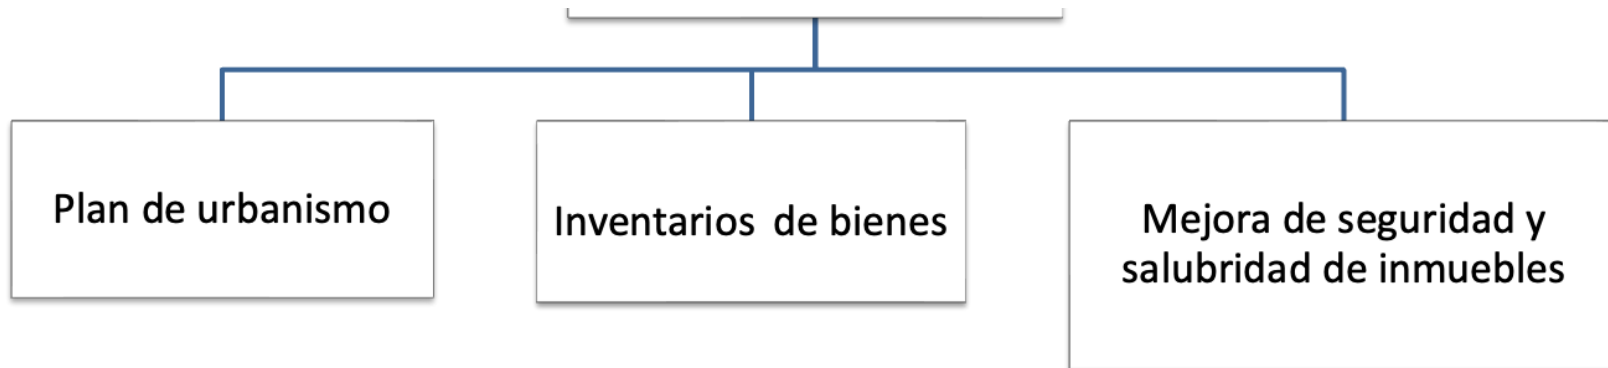 Plan de urbanismo
Inventarios de bienes
Mejora de seguridad y
salubridad de inmuebles